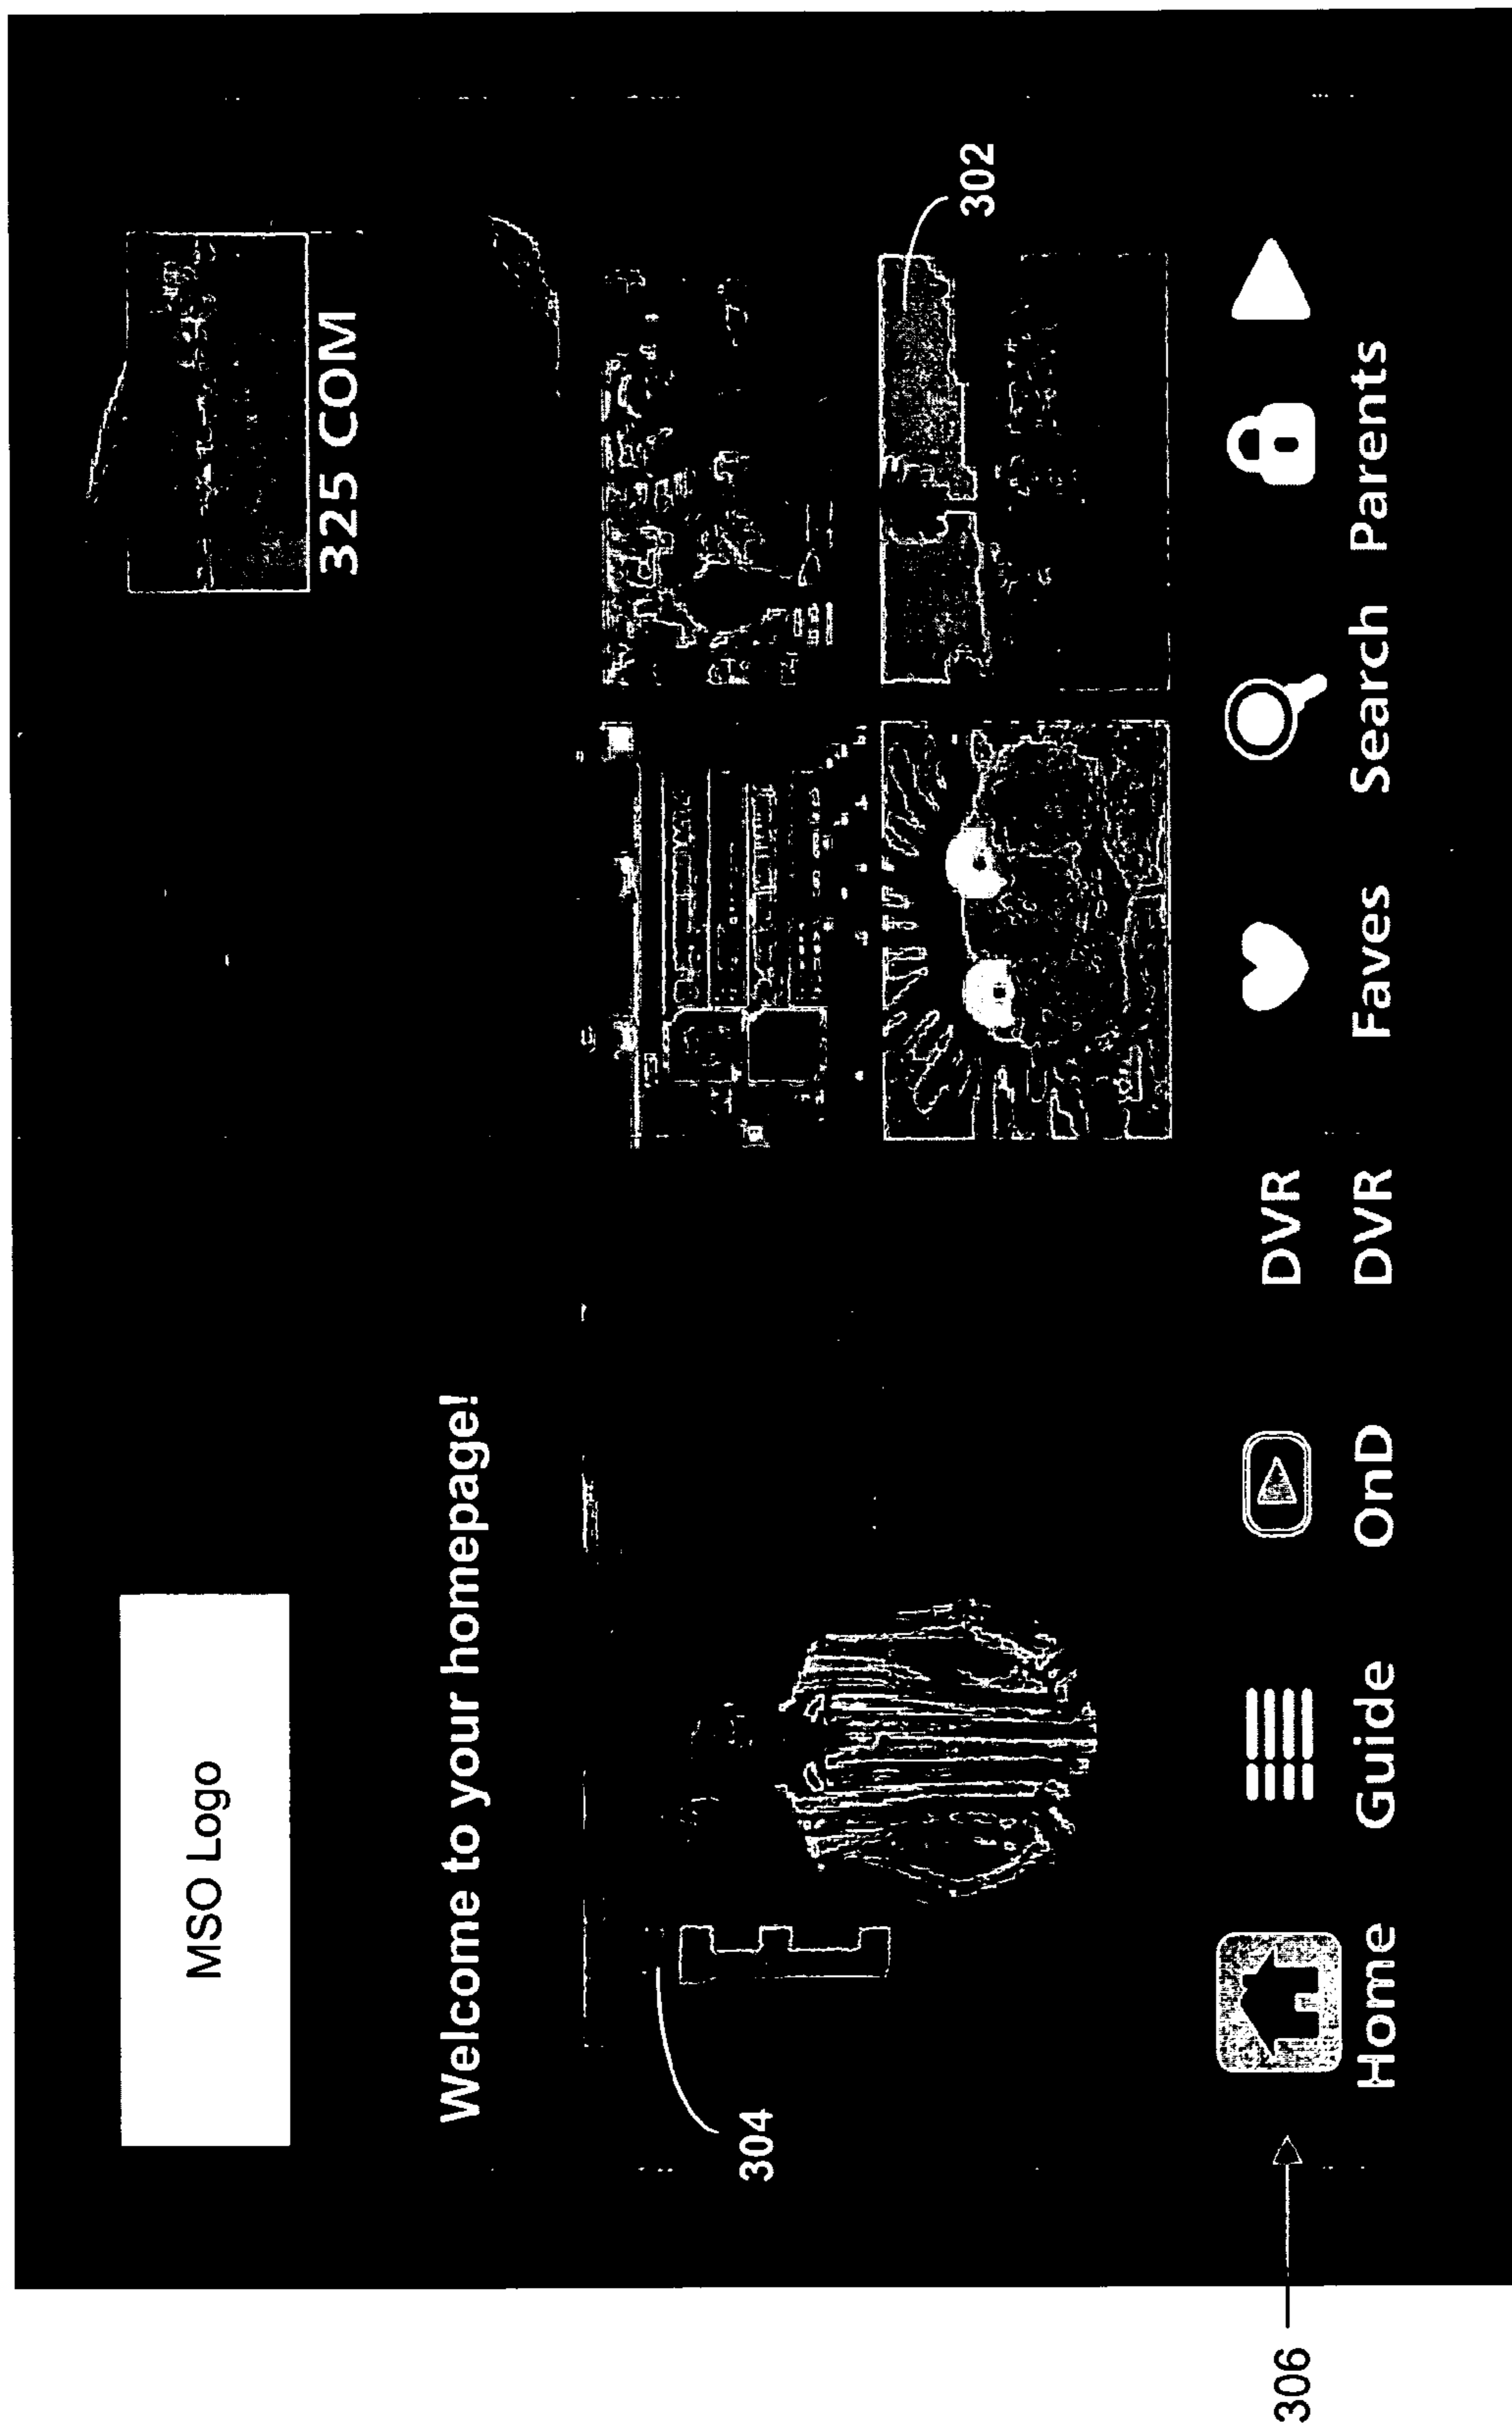 MSO Logo
325 COM
Welcome to your homepage!
304
302
DVR
306
Home Guide OnD DVR Faves Search Parents